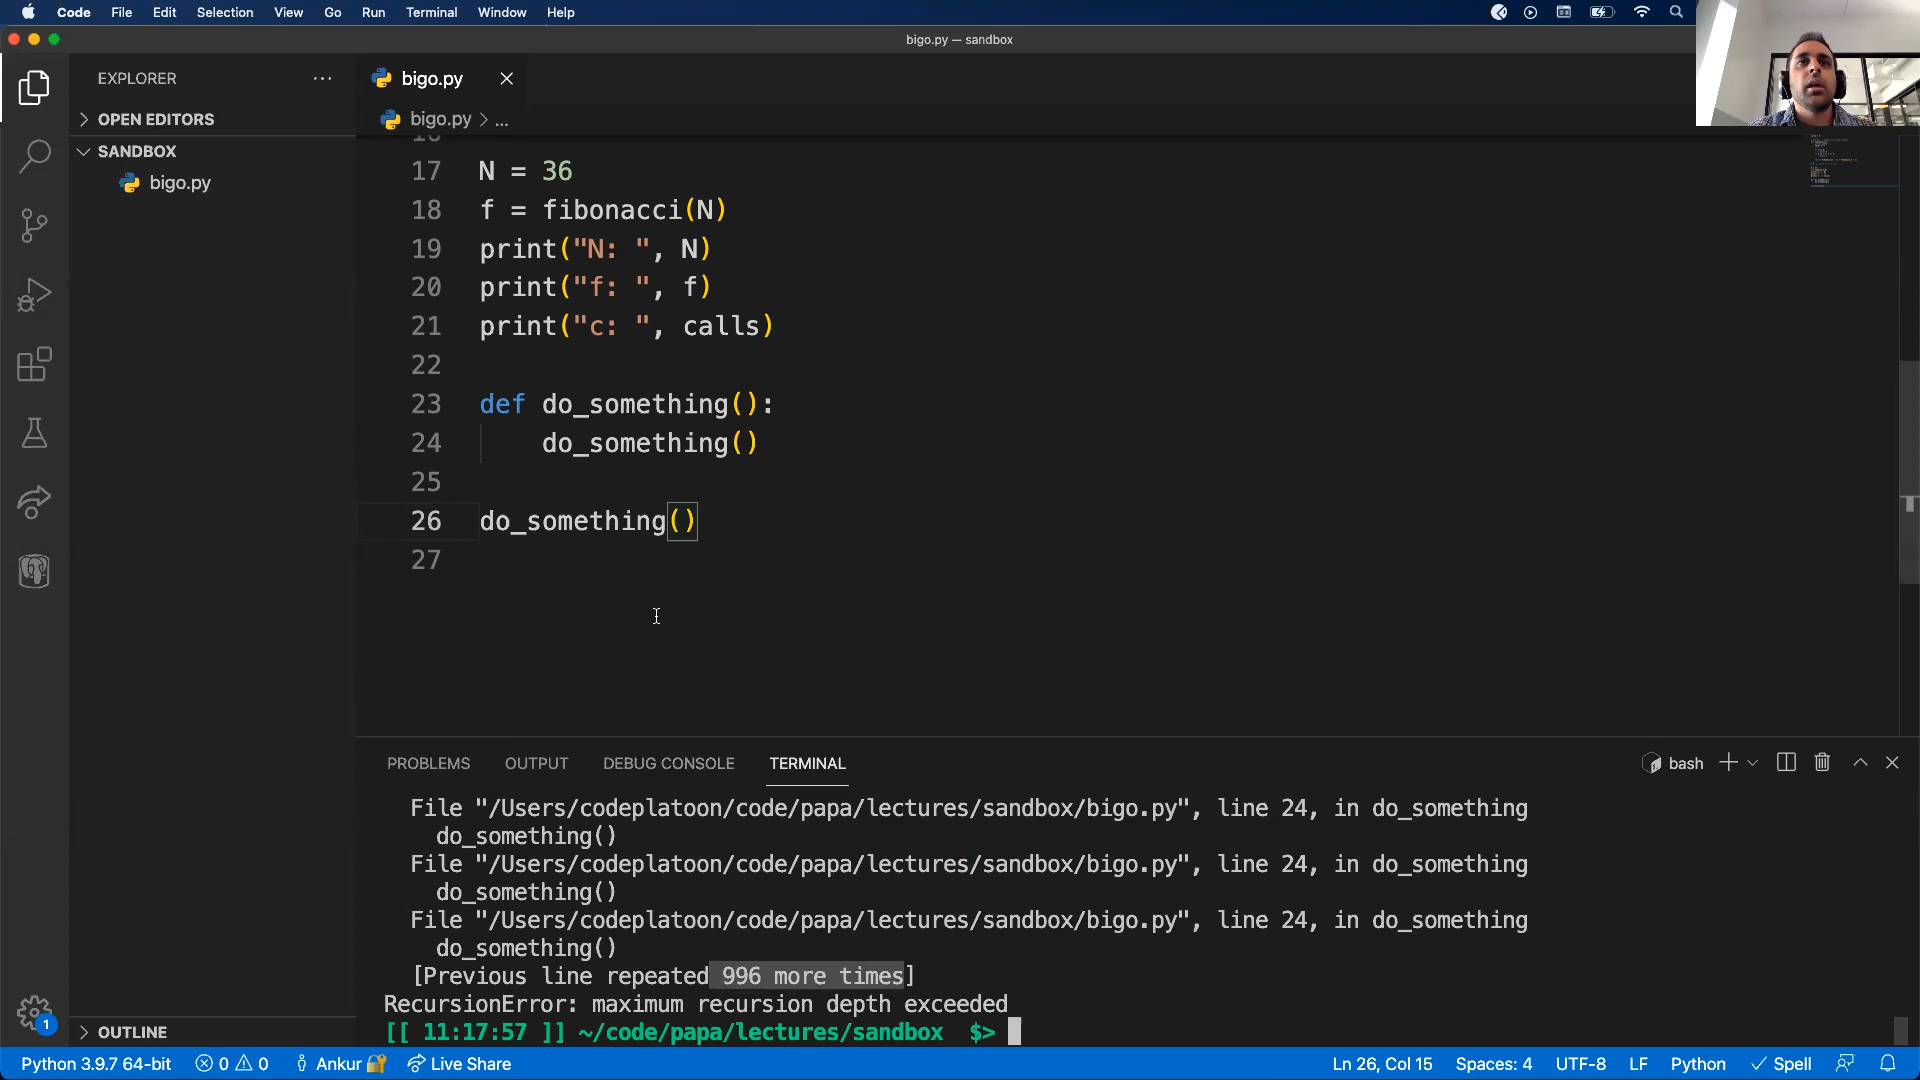 Code File Edit Selection View Go Run Terminal Window Help
bigo.py — sandbox
EXPLORER ...
bigo.py
OPEN EDITORS
bigo.py > ...
SANDBOX
bigo.py
16
17 N = 36
18 f = fibonacci(N)
19 print("N: ", N)
20 print("f: ", f)
21 print("c: ", calls)
22
23 def do_something():
24 do_something()
25
26 do_something()
27
PROBLEMS OUTPUT DEBUG CONSOLE TERMINAL
bash
File "/Users/codeplatoon/code/papa/lectures/sandbox/bigo.py", line 24, in do_something
do_something()
File "/Users/codeplatoon/code/papa/lectures/sandbox/bigo.py", line 24, in do_something
do_something()
File "/Users/codeplatoon/code/papa/lectures/sandbox/bigo.py", line 24, in do_something
do_something()
[Previous line repeated 996 more times]
RecursionError: maximum recursion depth exceeded
[[ 11:17:57 ]] ~/code/papa/lectures/sandbox $>
1
OUTLINE
Python 3.9.7 64-bit 0 0 Ankur Live Share Ln 26, Col 15 Spaces: 4 UTF-8 LF Python Spell